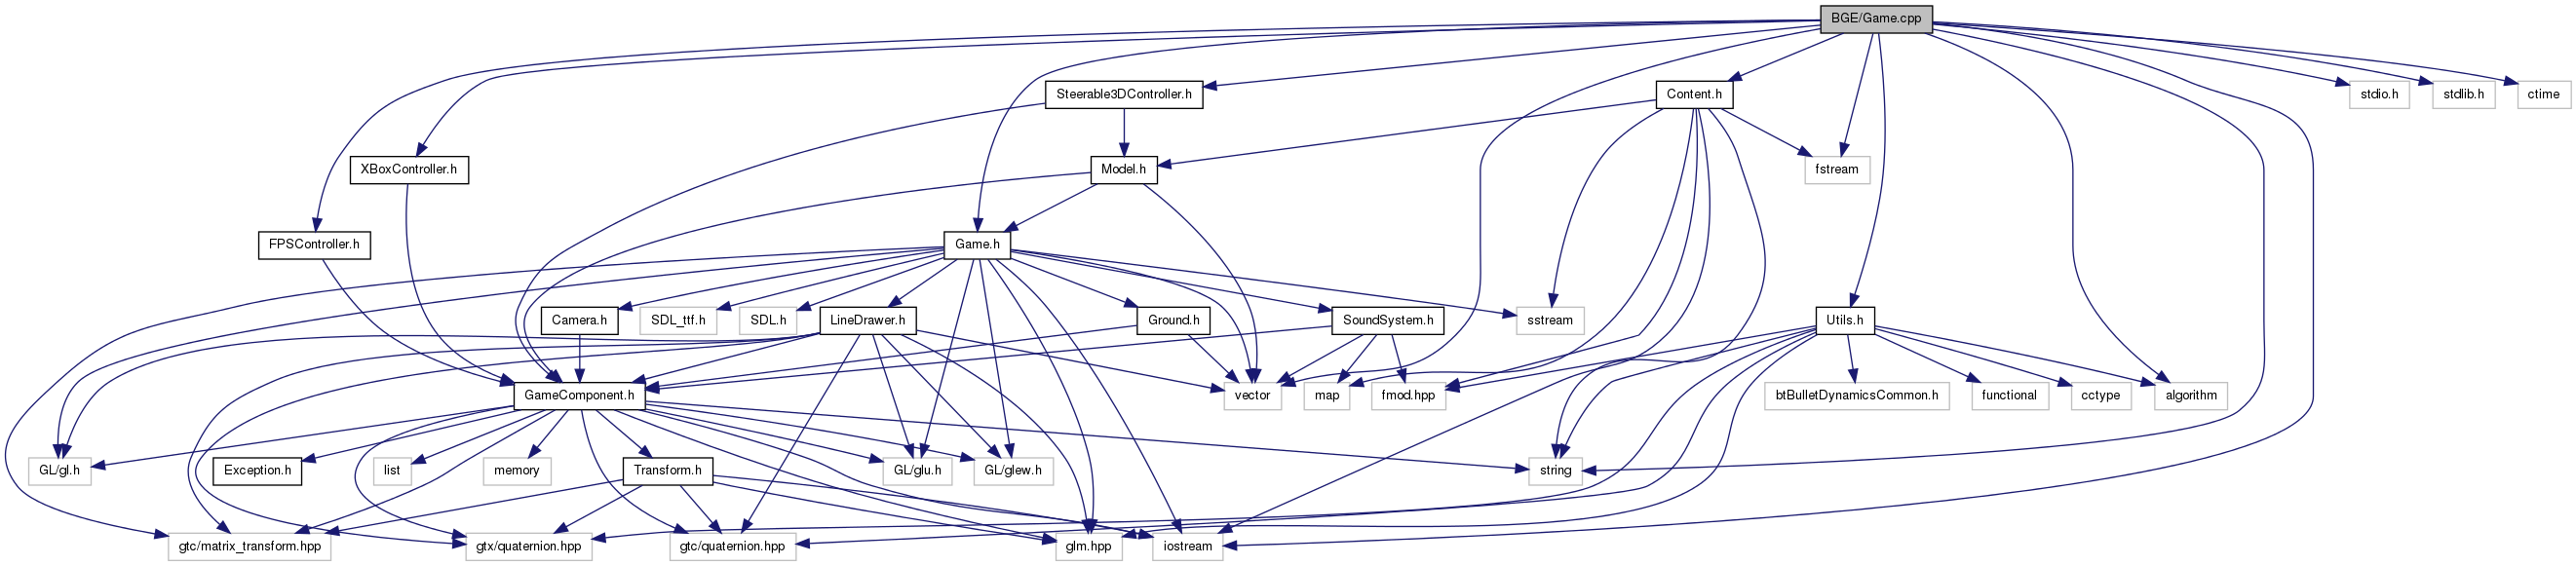 BGE/Game.cpp
Steerable3DController.h
Content.h
stdio.h
stdlib.h
ctime
XBoxController.h
Model.h
fstream
FPSController.h
Game.h
Camera.h
SDL_ttf.h
SDL.h
LineDrawer.h
Ground.h
SoundSystem.h
sstream
Utils.h
GameComponent.h
vector
map
fmod.hpp
btBulletDynamicsCommon.h
functional
cctype
algorithm
GL/gl.h
Exception.h
list
memory
Transform.h
GL/glu.h
GL/glew.h
string
gtc/matrix_transform.hpp
gtx/quaternion.hpp
gtc/quaternion.hpp
glm.hpp
iostream